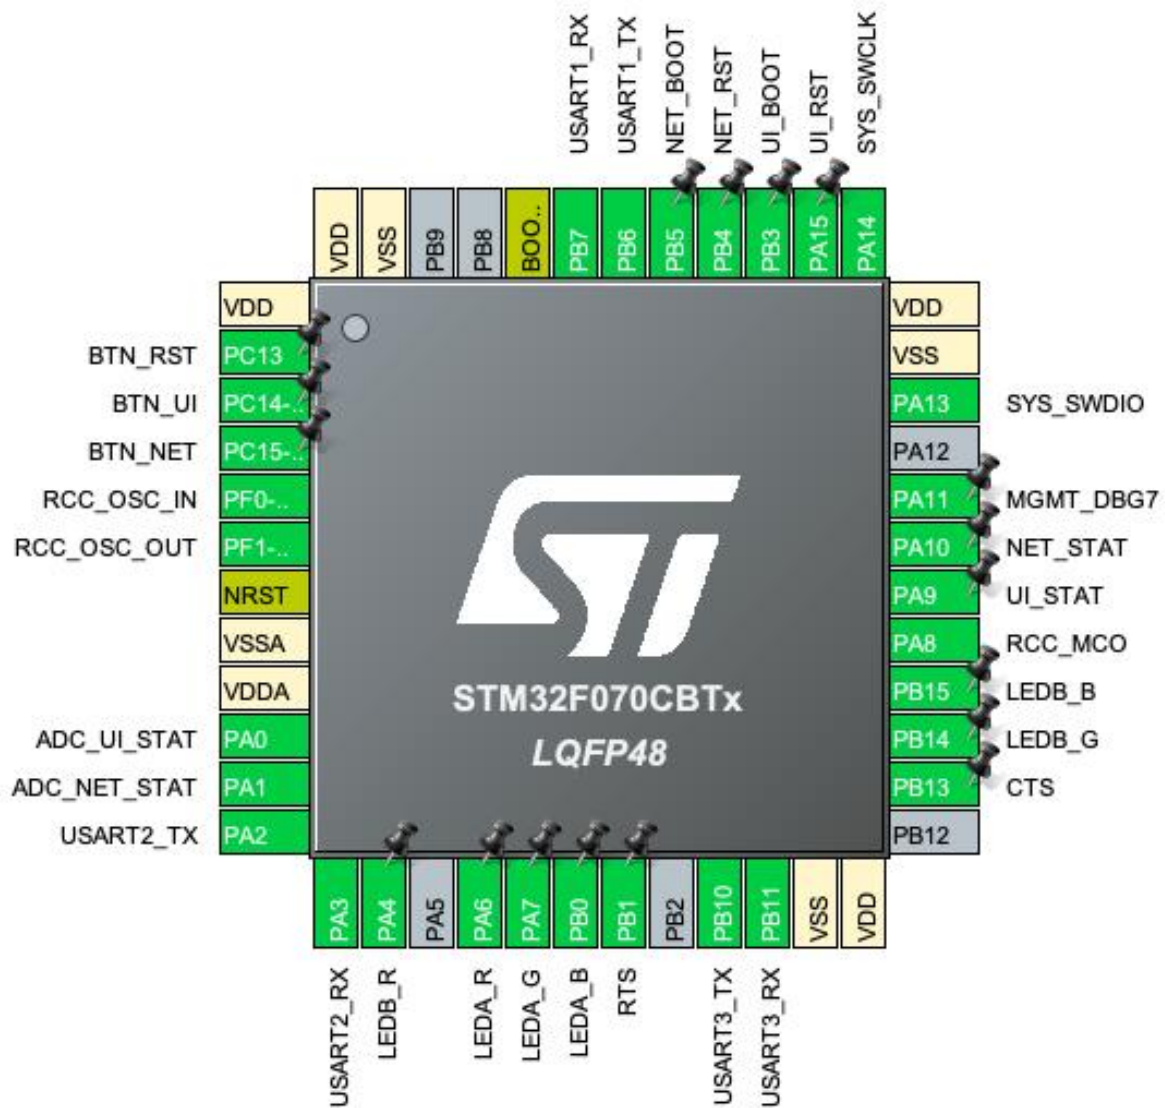 USART1_RX
USART1_TX
NET_BOOT
NET_RST
UI_BOOT
UI_RST
SYS_SWCLK
VDD
VSS
PB9
PB8
BOO..
PB7
PB6
PB5
PB4
PB3
PA15
PA14
VDD
BTN_RST PC13
BTN_UI PC14-..
BTN_NET PC15-..
RCC_OSC_IN PF0-..
RCC_OSC_OUT PF1-..
NRST
VSSA
VDDA
ADC_UI_STAT PA0
ADC_NET_STAT PA1
USART2_TX PA2
ST
STM32F070CBTx
LQFP48
VDD
VSS
PA13 SYS_SWDIO
PA12
PA11 MGMT_DBG7
PA10 NET_STAT
PA9 UI_STAT
PA8 RCC_MCO
PB15 LEDB_B
PB14 LEDB_G
PB13 CTS
PB12
PA3
PA4
PA5
PA6
PA7
PB0
PB1
PB2
PB10
PB11
VSS
VDD
USART2_RX
LEDB_R
LEDA_R
LEDA_G
LEDA_B
RTS
USART3_TX
USART3_RX